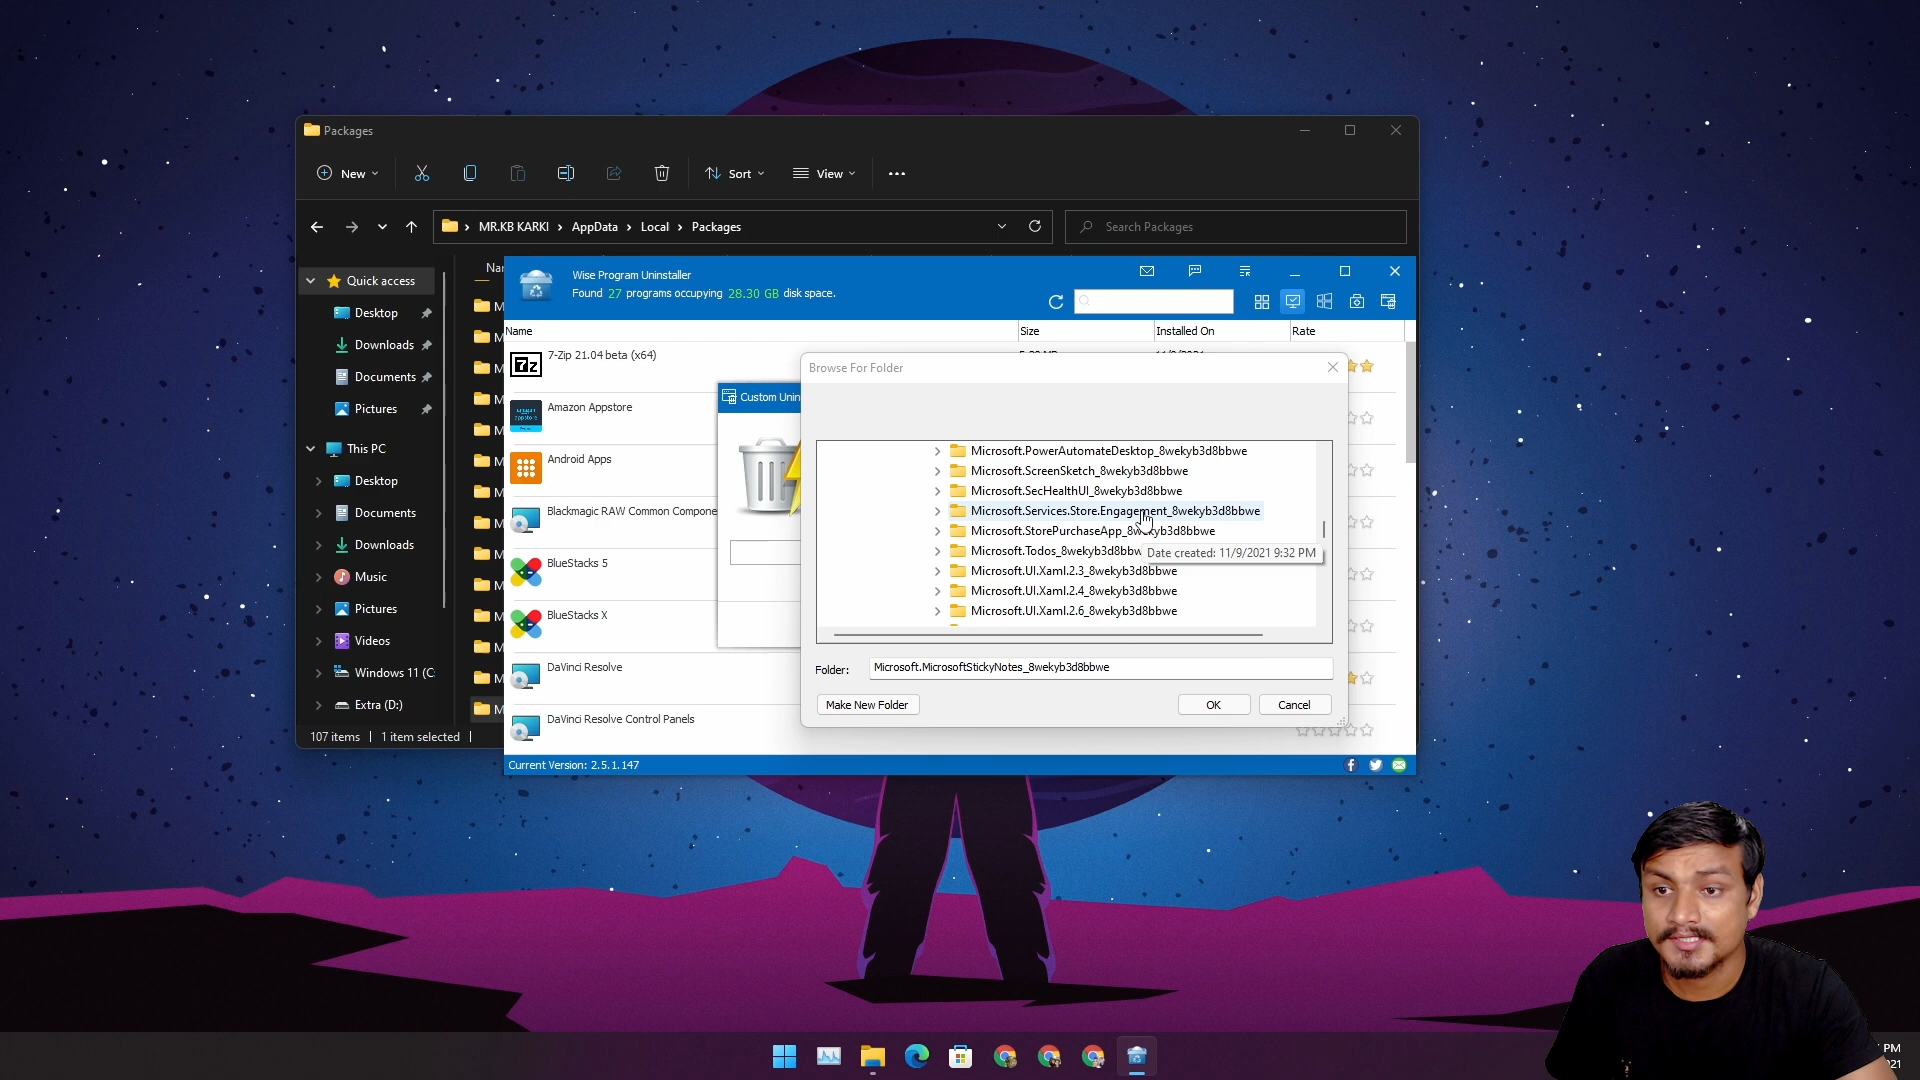 Packages
New
Sort
View
MR.KB KARKI > AppData > Local > Packages
Search Packages
Quick access
Desktop
Downloads
Documents
Pictures
This PC
Desktop
Documents
Downloads
Music
Pictures
Videos
Windows 11 (C:
Extra (D:)
107 items
1 item selected
Wise Program Uninstaller
Found 27 programs occupying 28.30 GB disk space.
Name
Size
Installed On
Rate
7-Zip 21.04 beta (x64)
Amazon Appstore
Android Apps
Blackmagic RAW Common Compone
BlueStacks 5
BlueStacks X
DaVinci Resolve
DaVinci Resolve Control Panels
Current Version: 2.5.1.147
Custom Unin
Browse For Folder
Microsoft.PowerAutomateDesktop_8wekyb3d8bbwe
Microsoft.ScreenSketch_8wekyb3d8bbwe
Microsoft.SecHealthUI_8wekyb3d8bbwe
Microsoft.Services.Store.Engagement_8wekyb3d8bbwe
Microsoft.StorePurchaseApp_8wekyb3d8bbwe
Microsoft.Todos_8wekyb3d8bbw
Date created: 11/9/2021 9:32 PM
Microsoft.UI.Xaml.2.3_8wekyb3d8bbwe
Microsoft.UI.Xaml.2.4_8wekyb3d8bbwe
Microsoft.UI.Xaml.2.6_8wekyb3d8bbwe
Folder:
Microsoft.MicrosoftStickyNotes_8wekyb3d8bbwe
Make New Folder
OK
Cancel
PM